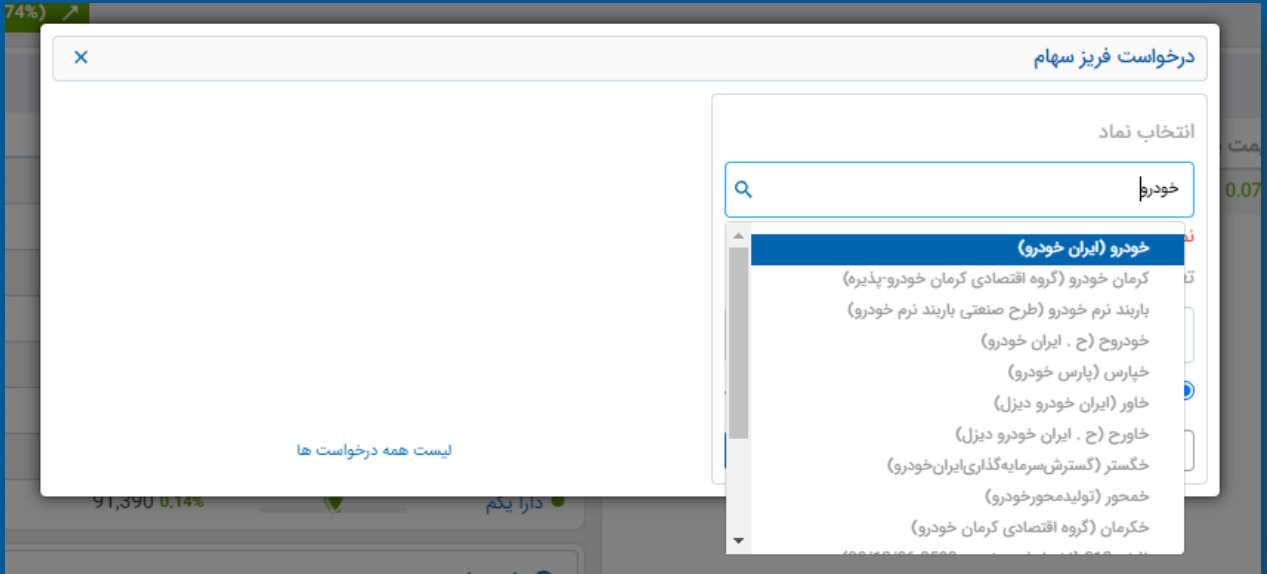 74%)
درخواست فریز سهام
انتخاب نماد
خودرو
0.07
خودرو (ایران خودرو)
کرمان خودرو (گروه اقتصادی کرمان خودرو-پذیره)
باربند نرم خودرو (طرح صنعتی باربند نرم خودرو)
خودروح (ح . ایران خودرو)
خپارس (پارس خودرو)
خاور (ایران خودرو دیزل)
خاورح (ح . ایران خودرو دیزل)
خگستر (گسترش‌سرمایه‌گذاری‌ایران‌خودرو)
خمحور (تولیدمحورخودرو)
خکرمان (گروه اقتصادی کرمان خودرو)
لیست همه درخواست ها
دارا یکم
91,390 0.14%